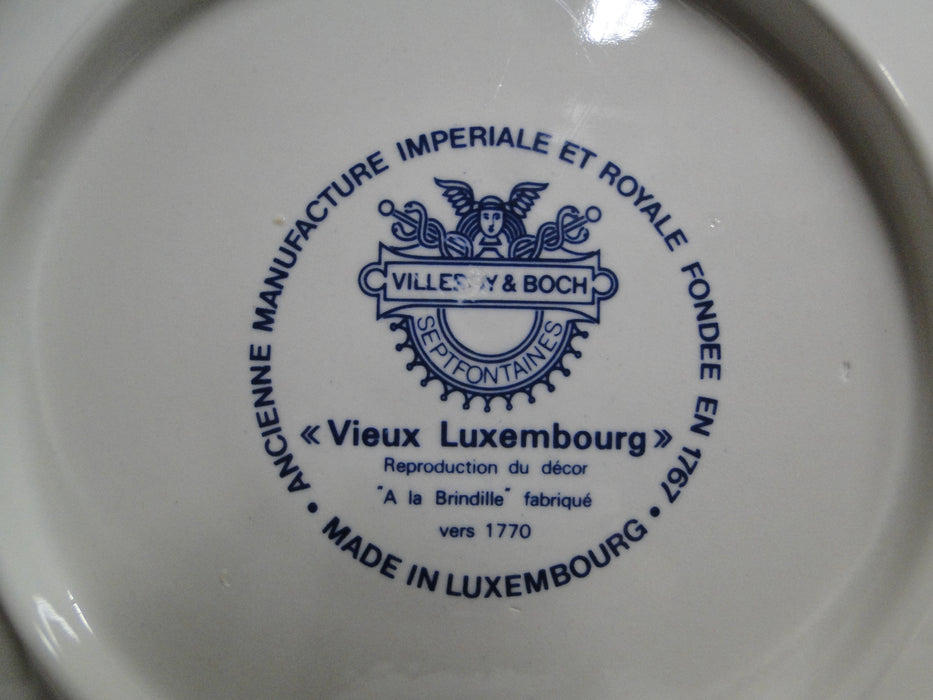 ANCIENNE MANUFACTURE IMPERIALE ET ROYALE FONDEE EN 1767
VILLEROY & BOCH
SEPTFONTAINES
« Vieux Luxembourg »
Reproduction du décor
"A la Brindille" fabriqué
vers 1770
• MADE IN LUXEMBOURG •